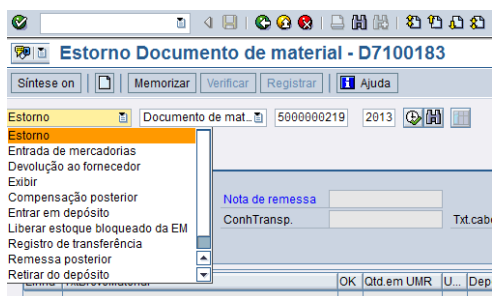 Estorno Documento de material - D7100183
Síntese on Memorizar Verificar Registrar Ajuda
Estorno Documento de mat.. 5000000219 2013
Estorno
Entrada de mercadorias
Devolução ao fornecedor
Exibir
Compensação posterior
Nota de remessa
Entrar em depósito
ConhTransp. Txt.cabe
Liberar estoque bloqueado da EM
Registro de transferência
Remessa posterior
Retirar do depósito
OK Qtd.em UMR U... Dep